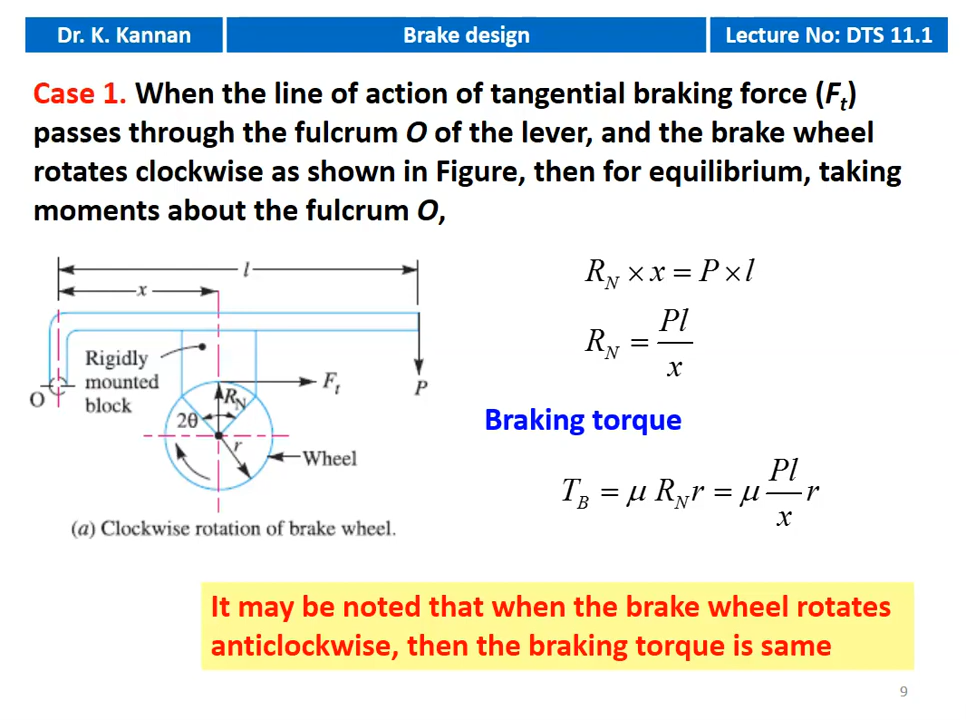 Dr. K. Kannan
Brake design
Lecture No: DTS 11.1
Case 1. When the line of action of tangential braking force (Ft)
passes through the fulcrum O of the lever, and the brake wheel
rotates clockwise as shown in Figure, then for equilibrium, taking
moments about the fulcrum O,
l
x
Rigidly
mounted
block
O
Ft
P
RN
2θ
r
Wheel
(a) Clockwise rotation of brake wheel.
RN × x = P × l
RN = Pl / x
Braking torque
TB = μ RN r = μ Pl / x r
It may be noted that when the brake wheel rotates
anticlockwise, then the braking torque is same
9